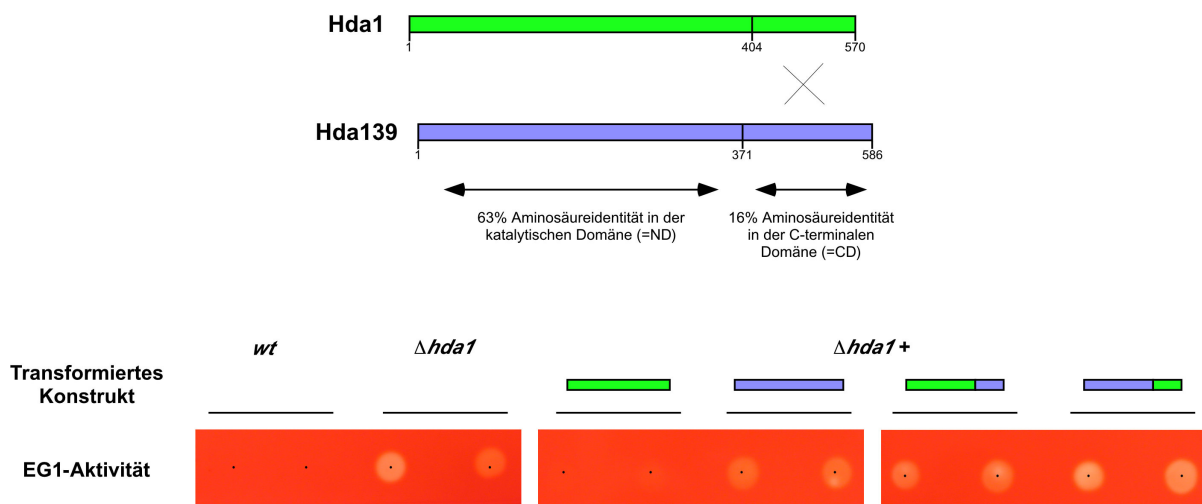 Hda1
1 404 570
Hda139
1 371 586
63% Aminosäureidentität in der
katalytischen Domäne (=ND)
16% Aminosäureidentität
in der C-terminalen
Domäne (=CD)
wt Δhda1 Δhda1 +
Transformiertes
Konstrukt
EG1-Aktivität